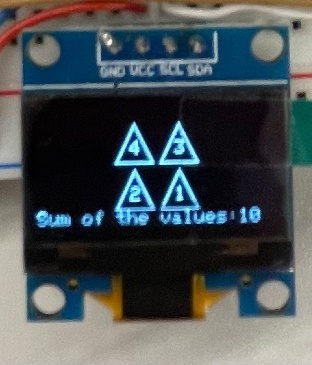 GND VCC SCL SDA
4 3
2 1
Sum of the values:10